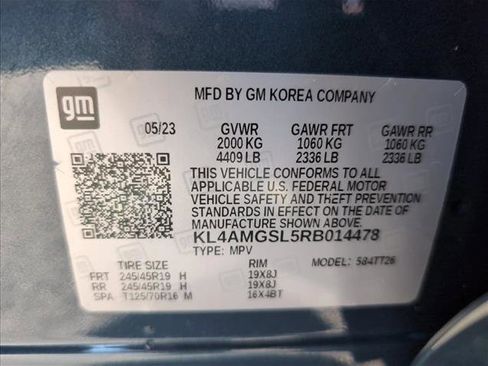 gm
MFD BY GM KOREA COMPANY
05/23 GVWR GAWR FRT GAWR RR
2000 KG 1060 KG 1060 KG
4409 LB 2336 LB 2336 LB
THIS VEHICLE CONFORMS TO ALL
APPLICABLE U.S. FEDERAL MOTOR
VEHICLE SAFETY AND THEFT PREVENTION
STANDARDS IN EFFECT ON THE DATE OF
MANUFACTURE SHOWN ABOVE.
KL4AMGSL5RB014478
TYPE: MPV MODEL: 584TT26
TIRE SIZE RIM
FRT 245/45R19 H 19X8J
RR 245/45R19 H 19X8J
SPA T125/70R16 M 16X4BT